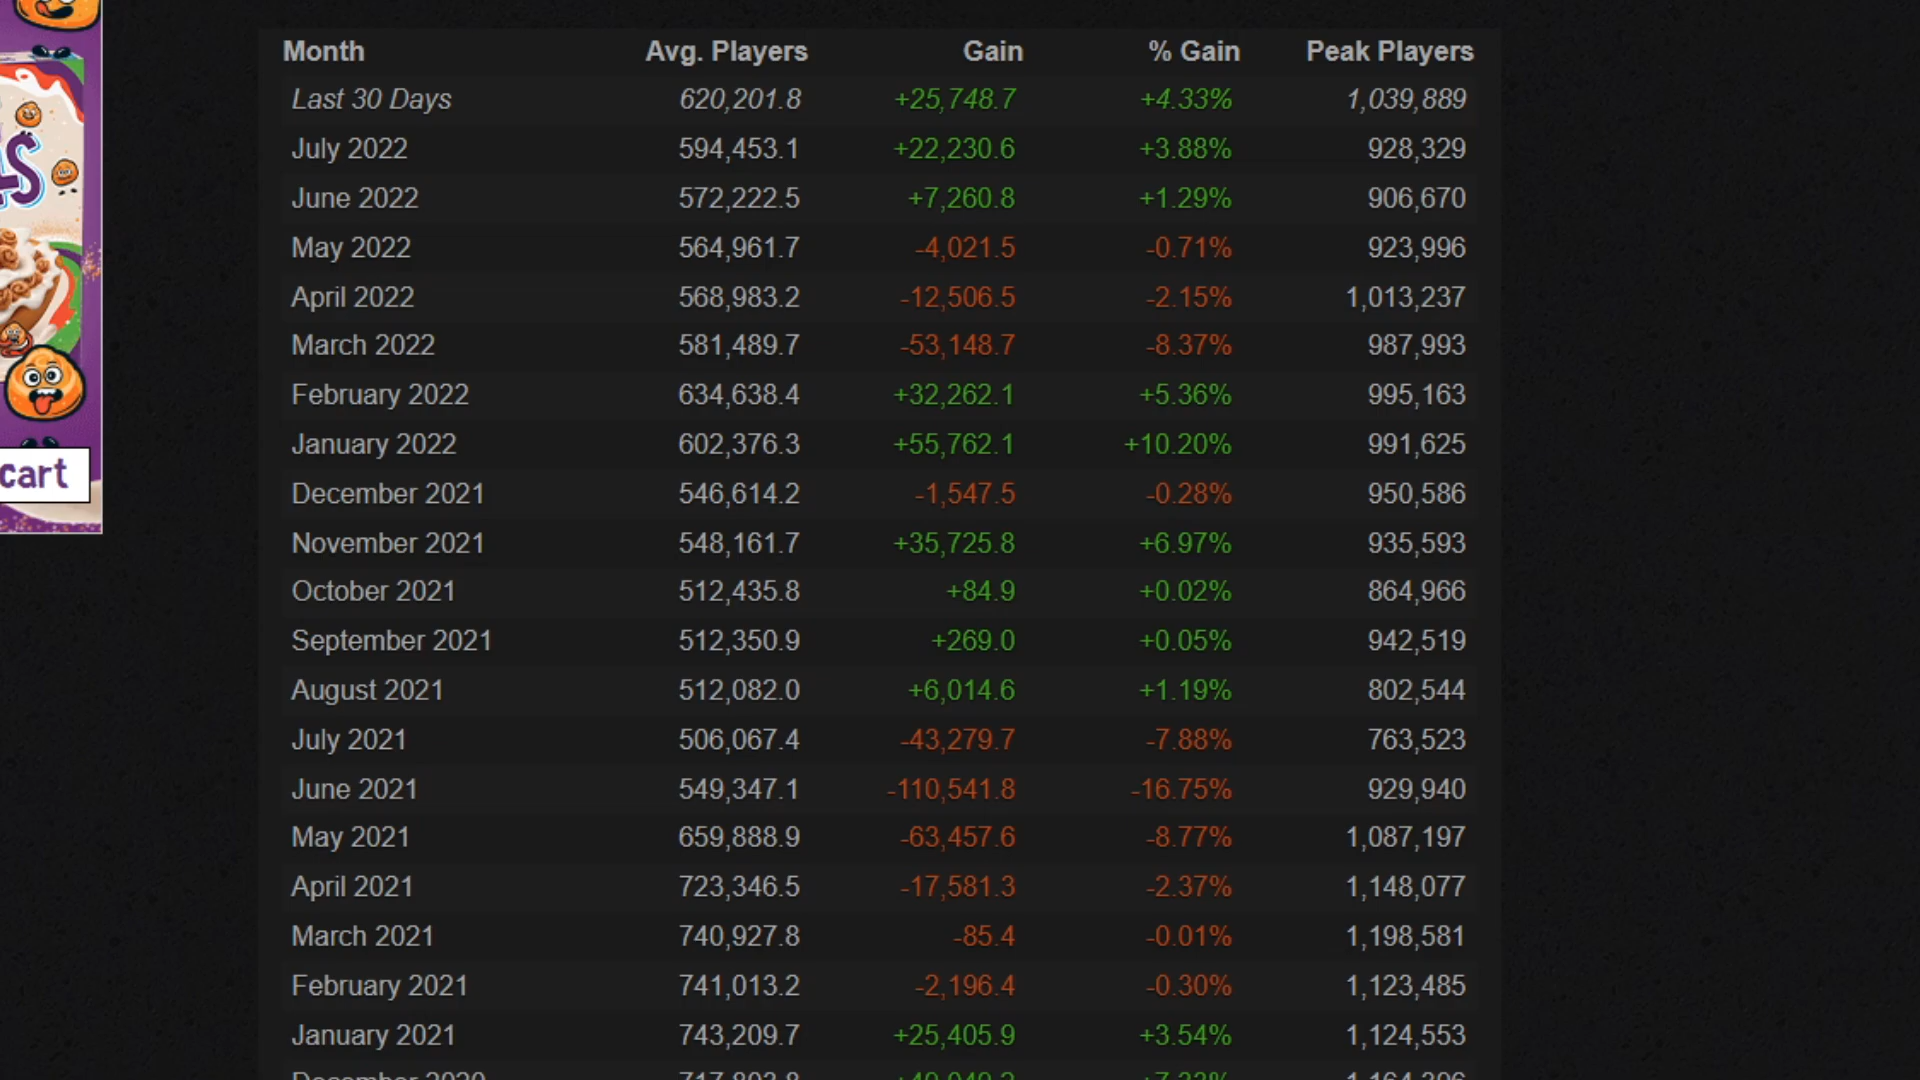 Month Avg. Players Gain % Gain Peak Players
Last 30 Days 620,201.8 +25,748.7 +4.33% 1,039,889
July 2022 594,453.1 +22,230.6 +3.88% 928,329
June 2022 572,222.5 +7,260.8 +1.29% 906,670
May 2022 564,961.7 -4,021.5 -0.71% 923,996
April 2022 568,983.2 -12,506.5 -2.15% 1,013,237
March 2022 581,489.7 -53,148.7 -8.37% 987,993
February 2022 634,638.4 +32,262.1 +5.36% 995,163
January 2022 602,376.3 +55,762.1 +10.20% 991,625
cart
December 2021 546,614.2 -1,547.5 -0.28% 950,586
November 2021 548,161.7 +35,725.8 +6.97% 935,593
October 2021 512,435.8 +84.9 +0.02% 864,966
September 2021 512,350.9 +269.0 +0.05% 942,519
August 2021 512,082.0 +6,014.6 +1.19% 802,544
July 2021 506,067.4 -43,279.7 -7.88% 763,523
June 2021 549,347.1 -110,541.8 -16.75% 929,940
May 2021 659,888.9 -63,457.6 -8.77% 1,087,197
April 2021 723,346.5 -17,581.3 -2.37% 1,148,077
March 2021 740,927.8 -85.4 -0.01% 1,198,581
February 2021 741,013.2 -2,196.4 -0.30% 1,123,485
January 2021 743,209.7 +25,405.9 +3.54% 1,124,553
December 2020